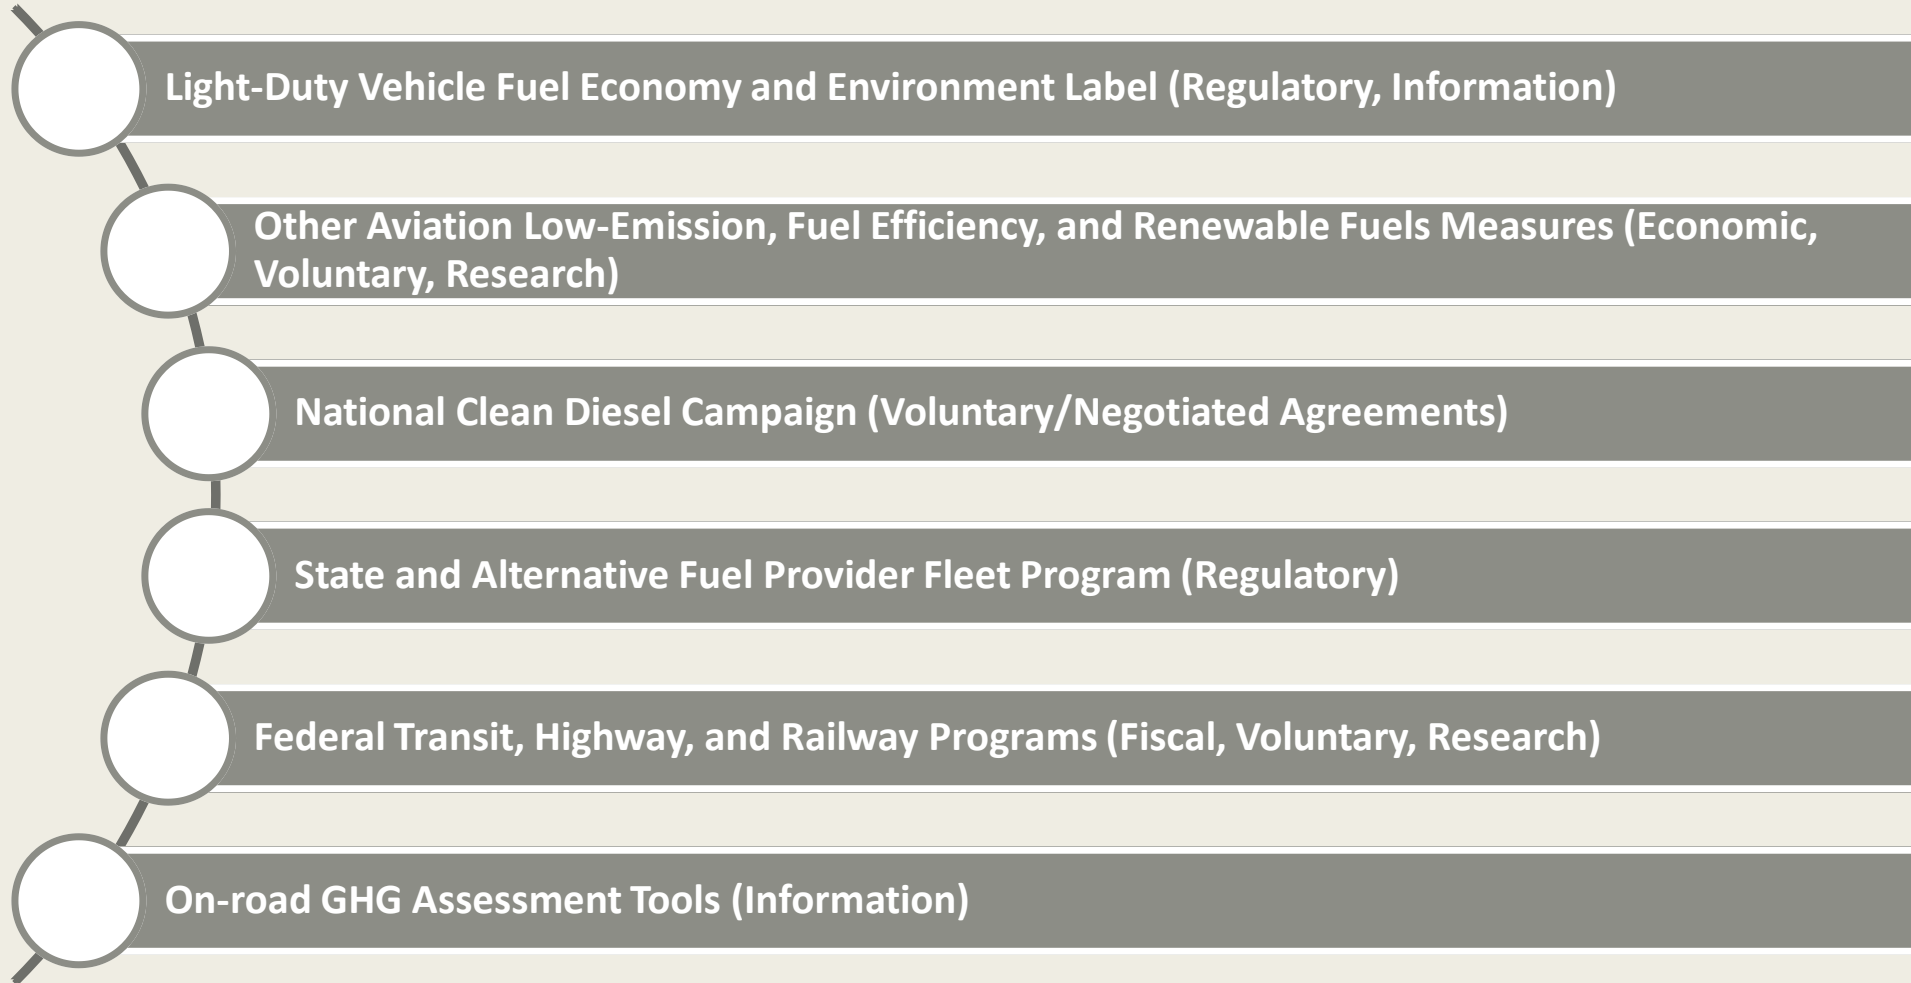 Light-Duty Vehicle Fuel Economy and Environment Label (Regulatory, Information)
Other Aviation Low-Emission, Fuel Efficiency, and Renewable Fuels Measures (Economic,
Voluntary, Research)
National Clean Diesel Campaign (Voluntary/Negotiated Agreements)
State and Alternative Fuel Provider Fleet Program (Regulatory)
Federal Transit, Highway, and Railway Programs (Fiscal, Voluntary, Research)
On-road GHG Assessment Tools (Information)